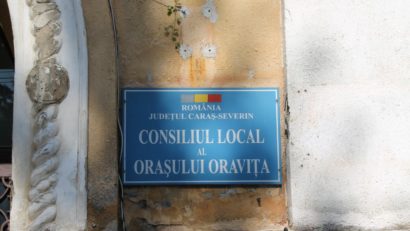 ROMÂNIA
JUDEȚUL CARAȘ-SEVERIN
CONSILIUL LOCAL
AL
ORAȘULUI ORAVIȚA